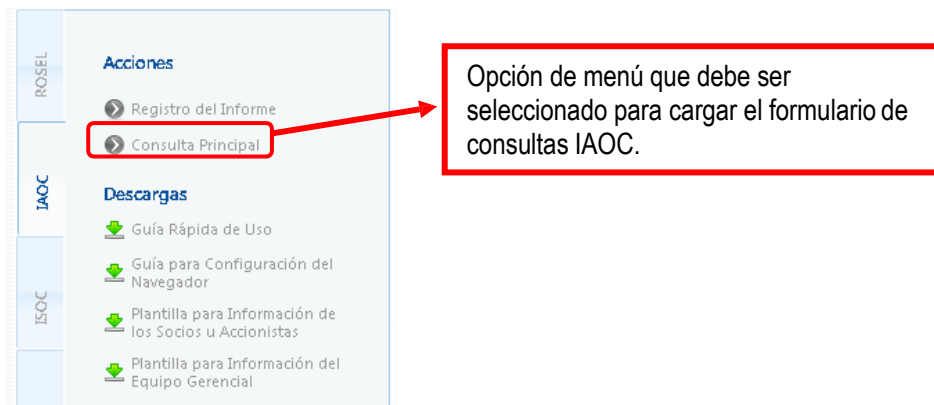 ROSEL
IAOC
ISOC
Acciones
Registro del Informe
Consulta Principal
Descargas
Guía Rápida de Uso
Guía para Configuración del
Navegador
Plantilla para Información de
los Socios u Accionistas
Plantilla para Información del
Equipo Gerencial
Opción de menú que debe ser
seleccionado para cargar el formulario de
consultas IAOC.